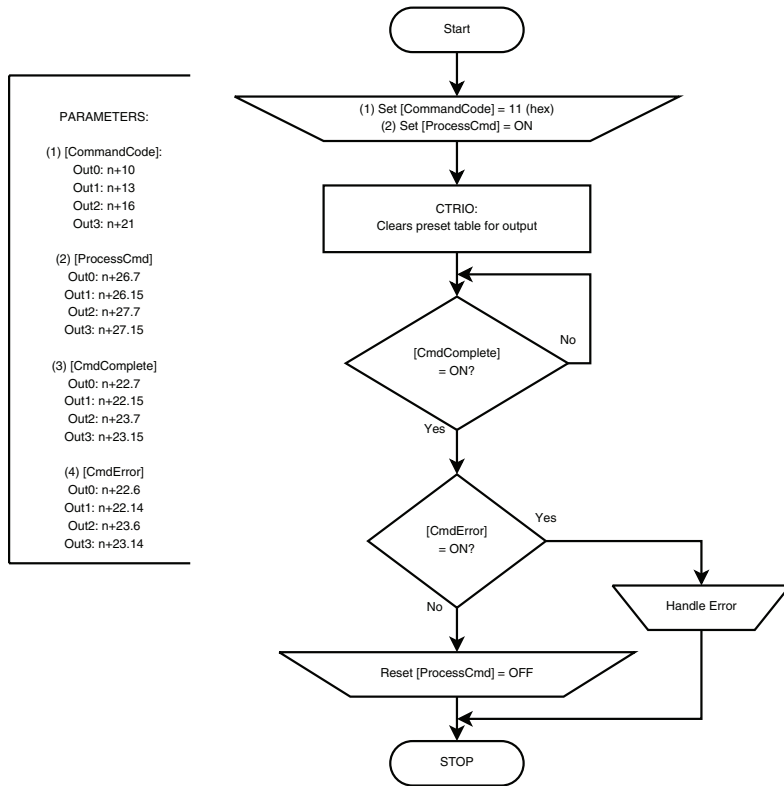 Start
(1) Set [CommandCode] = 11 (hex)
(2) Set [ProcessCmd] = ON
PARAMETERS:
(1) [CommandCode]:
Out0: n+10
Out1: n+13
Out2: n+16
Out3: n+21
(2) [ProcessCmd]
Out0: n+26.7
Out1: n+26.15
Out2: n+27.7
Out3: n+27.15
(3) [CmdComplete]
Out0: n+22.7
Out1: n+22.15
Out2: n+23.7
Out3: n+23.15
(4) [CmdError]
Out0: n+22.6
Out1: n+22.14
Out2: n+23.6
Out3: n+23.14
CTRIO:
Clears preset table for output
[CmdComplete]
= ON?
No
Yes
[CmdError]
= ON?
Yes
No
Handle Error
Reset [ProcessCmd] = OFF
STOP